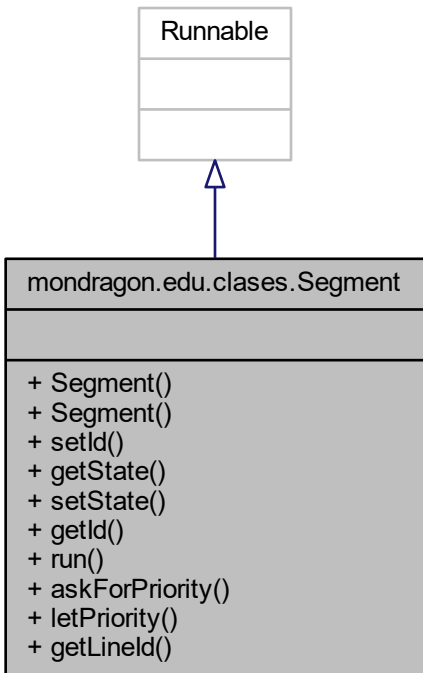 Runnable
mondragon.edu.clases.Segment
+ Segment()
+ Segment()
+ setId()
+ getState()
+ setState()
+ getId()
+ run()
+ askForPriority()
+ letPriority()
+ getLineId()